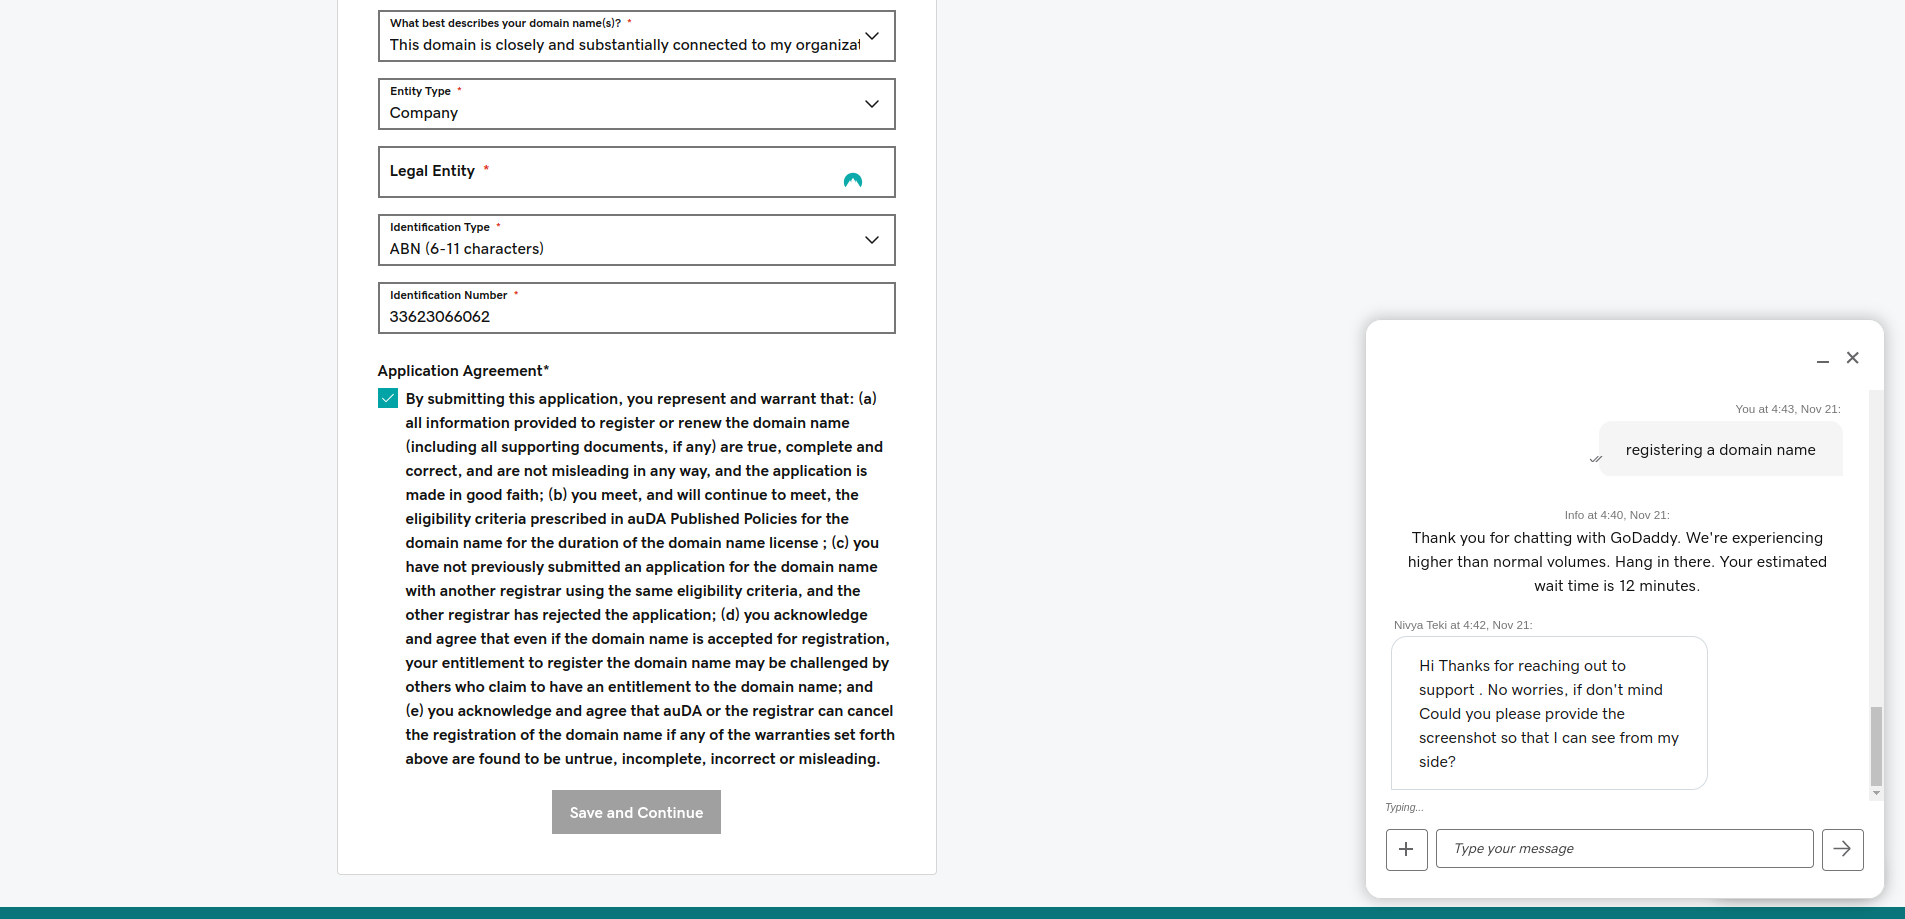 What best describes your domain name(s)? *
This domain is closely and substantially connected to my organizat
Entity Type *
Company
Legal Entity *
Identification Type *
ABN (6-11 characters)
Identification Number *
33623066062
Application Agreement*
By submitting this application, you represent and warrant that: (a)
all information provided to register or renew the domain name
(including all supporting documents, if any) are true, complete and
correct, and are not misleading in any way, and the application is
made in good faith; (b) you meet, and will continue to meet, the
eligibility criteria prescribed in auDA Published Policies for the
domain name for the duration of the domain name license ; (c) you
have not previously submitted an application for the domain name
with another registrar using the same eligibility criteria, and the
other registrar has rejected the application; (d) you acknowledge
and agree that even if the domain name is accepted for registration,
your entitlement to register the domain name may be challenged by
others who claim to have an entitlement to the domain name; and
(e) you acknowledge and agree that auDA or the registrar can cancel
the registration of the domain name if any of the warranties set forth
above are found to be untrue, incomplete, incorrect or misleading.
Save and Continue
You at 4:43, Nov 21:
registering a domain name
Info at 4:40, Nov 21:
Thank you for chatting with GoDaddy. We're experiencing
higher than normal volumes. Hang in there. Your estimated
wait time is 12 minutes.
Nivya Teki at 4:42, Nov 21:
Hi Thanks for reaching out to
support . No worries, if don't mind
Could you please provide the
screenshot so that I can see from my
side?
Typing...
Type your message